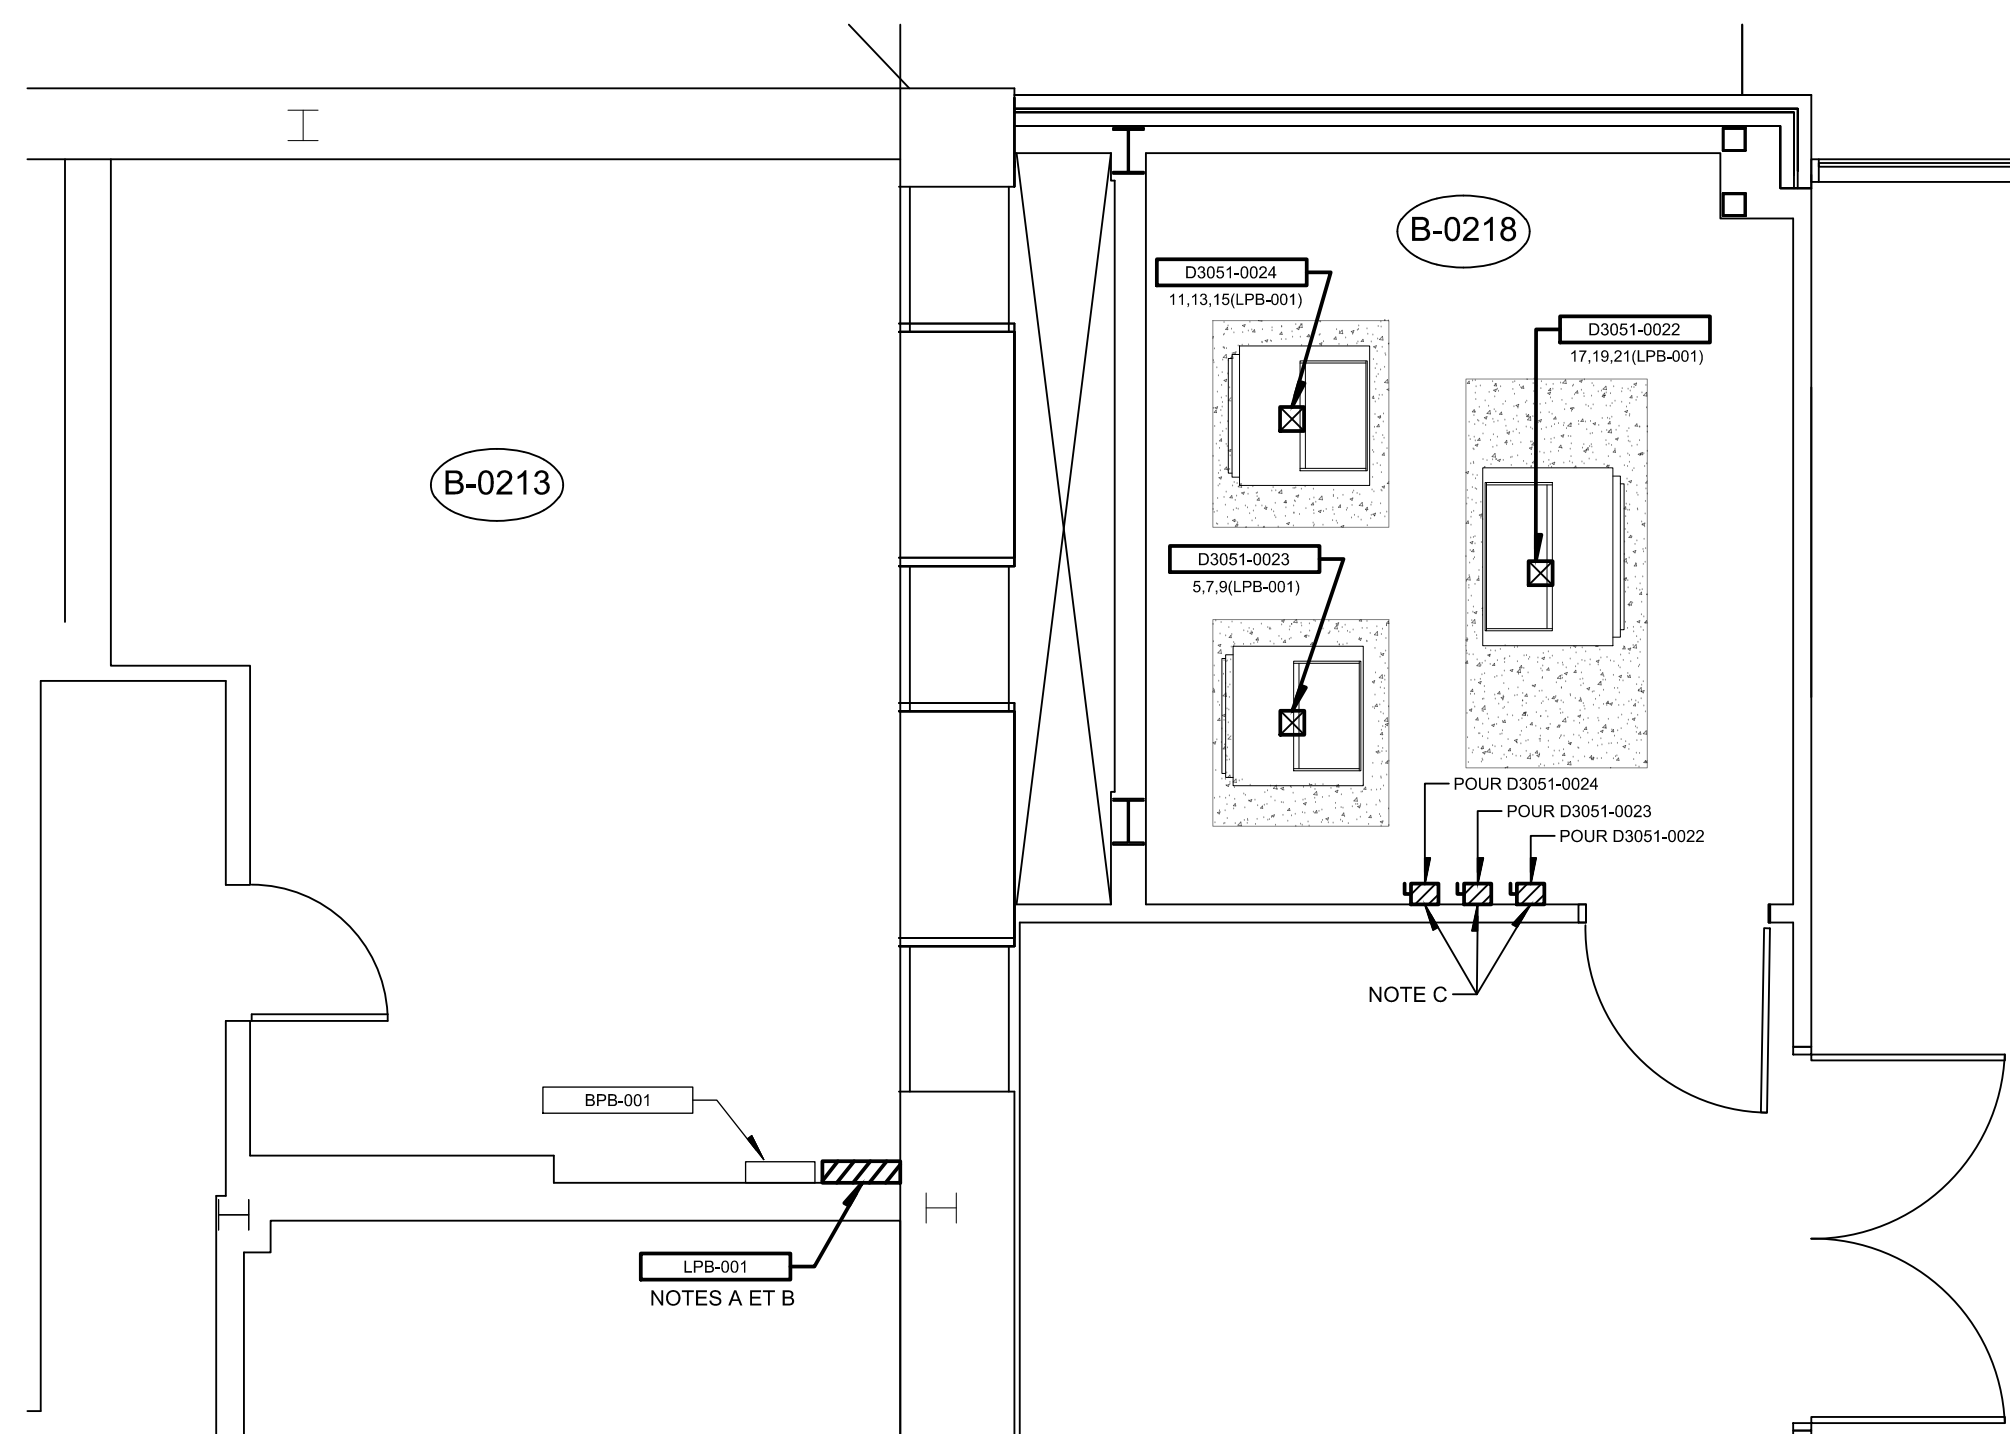 B-0218
D3051-0024
11,13,15(LPB-001)
D3051-0022
17,19,21(LPB-001)
B-0213
D3051-0023
5,7,9(LPB-001)
POUR D3051-0024
POUR D3051-0023
POUR D3051-0022
NOTE C
BPB-001
LPB-001
NOTES A ET B